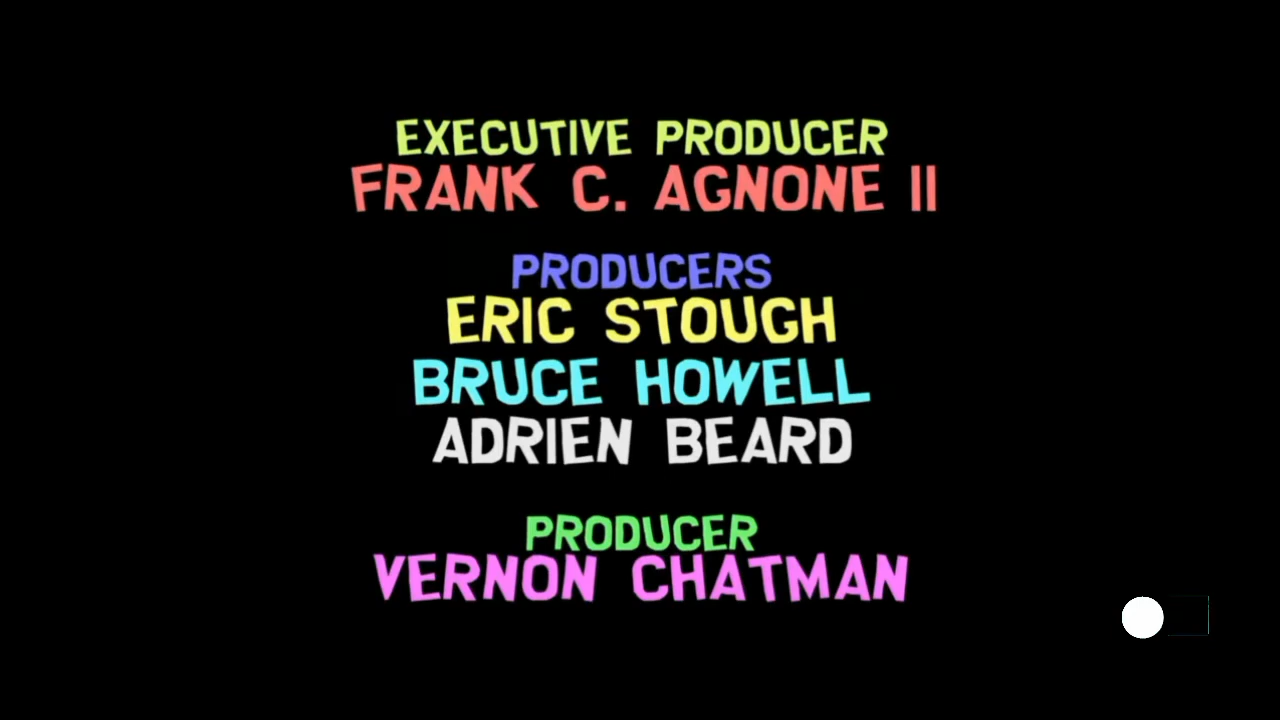 EXECUTIVE PRODUCER
FRANK C. AGNONE II
PRODUCERS
ERIC STOUGH
BRUCE HOWELL
ADRIEN BEARD
PRODUCER
VERNON CHATMAN